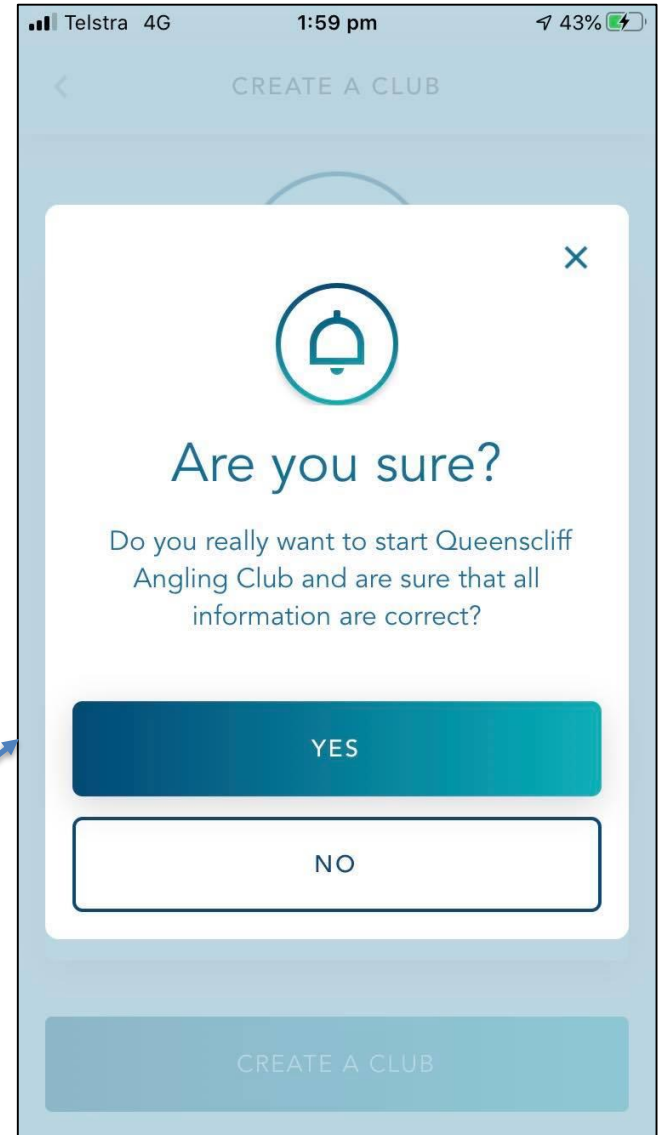 Telstra 4G 1:59 pm 43%
CREATE A CLUB
Are you sure?
Do you really want to start Queenscliff
Angling Club and are sure that all
information are correct?
YES
NO
CREATE A CLUB